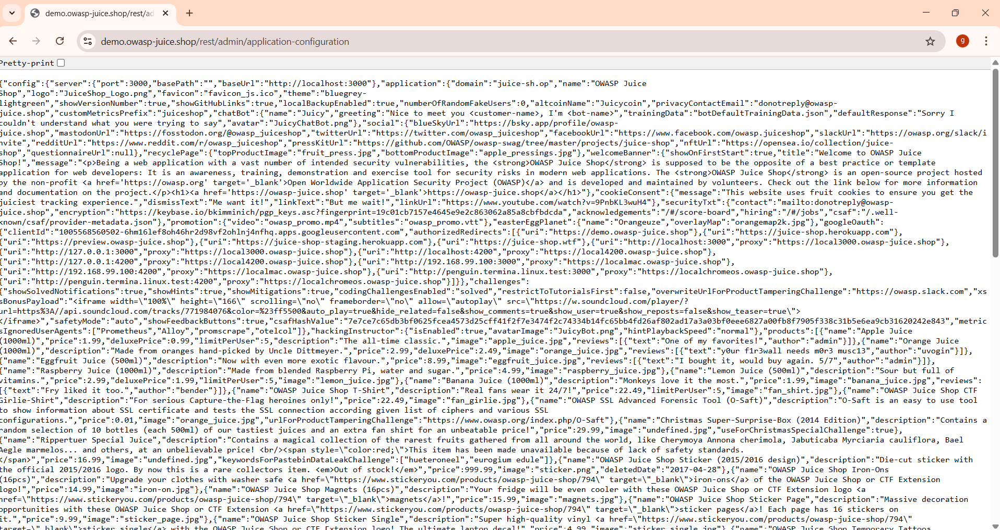 demo.owasp-juice.shop/rest/ad
demo.owasp-juice.shop/rest/admin/application-configuration
g
Pretty-print
{"config":{"server":{"port":3000,"basePath":"","baseUrl":"http://localhost:3000"},"application":{"domain":"juice-sh.op","name":"OWASP Juice
Shop","logo":"JuiceShop_Logo.png","favicon":"favicon_js.ico","theme":"bluegrey-
lightgreen","showVersionNumber":true,"showGitHubLinks":true,"localBackupEnabled":true,"numberOfRandomFakeUsers":0,"altcoinName":"Juicycoin","privacyContactEmail":"donotreply@owasp-
juice.shop","customMetricsPrefix":"juiceshop","chatBot":{"name":"Juicy","greeting":"Nice to meet you <customer-name>, I'm <bot-name>","trainingData":"botDefaultTrainingData.json","defaultResponse":"Sorry I
couldn't understand what you were trying to say","avatar":"JuicyChatBot.png"},"social":{"blueSkyUrl":"https://bsky.app/profile/owasp-
juice.shop","mastodonUrl":"https://fosstodon.org/@owasp_juiceshop","twitterUrl":"https://twitter.com/owasp_juiceshop","facebookUrl":"https://www.facebook.com/owasp.juiceshop","slackUrl":"https://owasp.org/slack/i
nvite","redditUrl":"https://www.reddit.com/r/owasp_juiceshop","pressKitUrl":"https://github.com/OWASP/owasp-swag/tree/master/projects/juice-shop","nftUrl":"https://opensea.io/collection/juice-
shop","questionnaireUrl":null},"recyclePage":{"topProductImage":"fruit_press.jpg","bottomProductImage":"apple_pressings.jpg"},"welcomeBanner":{"showOnFirstStart":true,"title":"Welcome to OWASP Juice
Shop!","message":"<p>Being a web application with a vast number of intended security vulnerabilities, the <strong>OWASP Juice Shop</strong> is supposed to be the opposite of a best practice or template
application for web developers: It is an awareness, training, demonstration and exercise tool for security risks in modern web applications. The <strong>OWASP Juice Shop</strong> is an open-source project hosted
by the non-profit <a href='https://owasp.org' target='_blank'>Open Worldwide Application Security Project (OWASP)</a> and is developed and maintained by volunteers. Check out the link below for more information
and documentation on the project.</p><h1><a href='https://owasp-juice.shop' target='_blank'>https://owasp-juice.shop</a></h1>"},"cookieConsent":{"message":"This website uses fruit cookies to ensure you get the
juiciest tracking experience.","dismissText":"Me want it!","linkText":"But me wait!","linkUrl":"https://www.youtube.com/watch?v=9PnbKL3wuH4"},"securityTxt":{"contact":"mailto:donotreply@owasp-
juice.shop","encryption":"https://keybase.io/bkimminich/pgp_keys.asc?fingerprint=19c01cb7157e4645e9e2c863062a85a8cbfbdcda","acknowledgements":"/#/score-board","hiring":"/#/jobs","csaf":"/.well-
known/csaf/provider-metadata.json"},"promotion":{"video":"owasp_promo.mp4","subtitles":"owasp_promo.vtt"},"easterEggPlanet":{"name":"Orangeuze","overlayMap":"orangemap2k.jpg"},"googleOauth":
{"clientId":"1005568560502-6hm16lef8oh46hr2d98vf2ohlnj4nfhq.apps.googleusercontent.com","authorizedRedirects":[{"uri":"https://demo.owasp-juice.shop"},{"uri":"https://juice-shop.herokuapp.com"},
{"uri":"https://preview.owasp-juice.shop"},{"uri":"https://juice-shop-staging.herokuapp.com"},{"uri":"https://juice-shop.wtf"},{"uri":"http://localhost:3000","proxy":"https://local3000.owasp-juice.shop"},
{"uri":"http://127.0.0.1:3000","proxy":"https://local3000.owasp-juice.shop"},{"uri":"http://localhost:4200","proxy":"https://local4200.owasp-juice.shop"},
{"uri":"http://127.0.0.1:4200","proxy":"https://local4200.owasp-juice.shop"},{"uri":"http://192.168.99.100:3000","proxy":"https://localmac.owasp-juice.shop"},
{"uri":"http://192.168.99.100:4200","proxy":"https://localmac.owasp-juice.shop"},{"uri":"http://penguin.termina.linux.test:3000","proxy":"https://localchromeos.owasp-juice.shop"},
{"uri":"http://penguin.termina.linux.test:4200","proxy":"https://localchromeos.owasp-juice.shop"}]}},"challenges":
{"showSolvedNotifications":true,"showHints":true,"showMitigations":true,"codingChallengesEnabled":"solved","restrictToTutorialsFirst":false,"overwriteUrlForProductTamperingChallenge":"https://owasp.slack.com","xs
sBonusPayload":"<iframe width=\"100%\" height=\"166\" scrolling=\"no\" frameborder=\"no\" allow=\"autoplay\" src=\"https://w.soundcloud.com/player/?
url=https%3A//api.soundcloud.com/tracks/771984076&color=%23ff5500&auto_play=true&hide_related=false&show_comments=true&show_user=true&show_reposts=false&show_teaser=true\">
</iframe>","safetyMode":"auto","showFeedbackButtons":true,"csafHashValue":"7e7ce7c65db3bf0625fcea4573d25cff41f2f7e3474f2c74334b14fc65bb4fd26af802ad17a3a03bf0eee6827a00fb8f7905f338c31b5e6ea9cb31620242e843","metric
sIgnoredUserAgents":["Prometheus","Alloy","promscrape","otelcol"]},"hackingInstructor":{"isEnabled":true,"avatarImage":"JuicyBot.png","hintPlaybackSpeed":"normal"},"products":[{"name":"Apple Juice
(1000ml)","price":1.99,"deluxePrice":0.99,"limitPerUser":5,"description":"The all-time classic.","image":"apple_juice.jpg","reviews":[{"text":"One of my favorites!","author":"admin"}]},{"name":"Orange Juice
(1000ml)","description":"Made from oranges hand-picked by Uncle Dittmeyer.","price":2.99,"deluxePrice":2.49,"image":"orange_juice.jpg","reviews":[{"text":"y0ur f1r3wall needs m0r3 musc13","author":"uvogin"}]},
{"name":"Eggfruit Juice (500ml)","description":"Now with even more exotic flavour.","price":8.99,"image":"eggfruit_juice.jpg","reviews":[{"text":"I bought it, would buy again. 5/7","author":"admin"}]},
{"name":"Raspberry Juice (1000ml)","description":"Made from blended Raspberry Pi, water and sugar.","price":4.99,"image":"raspberry_juice.jpg"},{"name":"Lemon Juice (500ml)","description":"Sour but full of
vitamins.","price":2.99,"deluxePrice":1.99,"limitPerUser":5,"image":"lemon_juice.jpg"},{"name":"Banana Juice (1000ml)","description":"Monkeys love it the most.","price":1.99,"image":"banana_juice.jpg","reviews":
[{"text":"Fry liked it too.","author":"bender"}]},{"name":"OWASP Juice Shop T-Shirt","description":"Real fans wear it 24/7!","price":22.49,"limitPerUser":5,"image":"fan_shirt.jpg"},{"name":"OWASP Juice Shop CTF
Girlie-Shirt","description":"For serious Capture-the-Flag heroines only!","price":22.49,"image":"fan_girlie.jpg"},{"name":"OWASP SSL Advanced Forensic Tool (O-Saft)","description":"O-Saft is an easy to use tool
to show information about SSL certificate and tests the SSL connection according given list of ciphers and various SSL
configurations.","price":0.01,"image":"orange_juice.jpg","urlForProductTamperingChallenge":"https://www.owasp.org/index.php/O-Saft"},{"name":"Christmas Super-Surprise-Box (2014 Edition)","description":"Contains a
random selection of 10 bottles (each 500ml) of our tastiest juices and an extra fan shirt for an unbeatable price!","price":29.99,"image":"undefined.jpg","useForChristmasSpecialChallenge":true},
{"name":"Rippertuer Special Juice","description":"Contains a magical collection of the rarest fruits gathered from all around the world, like Cherymoya Annona cherimola, Jabuticaba Myrciaria cauliflora, Bael
Aegle marmelos... and others, at an unbelievable price! <br/><span style=\"color:red;\">This item has been made unavailable because of lack of safety standards.
</span>","price":16.99,"image":"undefined.jpg","keywordsForPastebinDataLeakChallenge":["hueteroneel","eurogium edule"]},{"name":"OWASP Juice Shop Sticker (2015/2016 design)","description":"Die-cut sticker with
the official 2015/2016 logo. By now this is a rare collectors item. <em>Out of stock!</em>","price":999.99,"image":"sticker.png","deletedDate":"2017-04-28"},{"name":"OWASP Juice Shop Iron-Ons
(16pcs)","description":"Upgrade your clothes with washer safe <a href=\"https://www.stickeryou.com/products/owasp-juice-shop/794\" target=\"_blank\">iron-ons</a> of the OWASP Juice Shop or CTF Extension
logo!","price":14.99,"image":"iron-on.jpg"},{"name":"OWASP Juice Shop Magnets (16pcs)","description":"Your fridge will be even cooler with these OWASP Juice Shop or CTF Extension logo <a
href=\"https://www.stickeryou.com/products/owasp-juice-shop/794\" target=\"_blank\">magnets</a>!","price":15.99,"image":"magnets.jpg"},{"name":"OWASP Juice Shop Sticker Page","description":"Massive decoration
opportunities with these OWASP Juice Shop or CTF Extension <a href=\"https://www.stickeryou.com/products/owasp-juice-shop/794\" target=\"_blank\">sticker pages</a>! Each page has 16 stickers on
it.","price":9.99,"image":"sticker_page.jpg"},{"name":"OWASP Juice Shop Sticker Single","description":"Super high-quality vinyl <a href=\"https://www.stickeryou.com/products/owasp-juice-shop/794\"
target=\"_blank\">sticker single</a> with the OWASP Juice Shop or CTF Extension logo! The ultimate laptop decal!","price":4.99,"image":"sticker_single.jpg"},{"name":"OWASP Juice Shop Temporary Tattoos